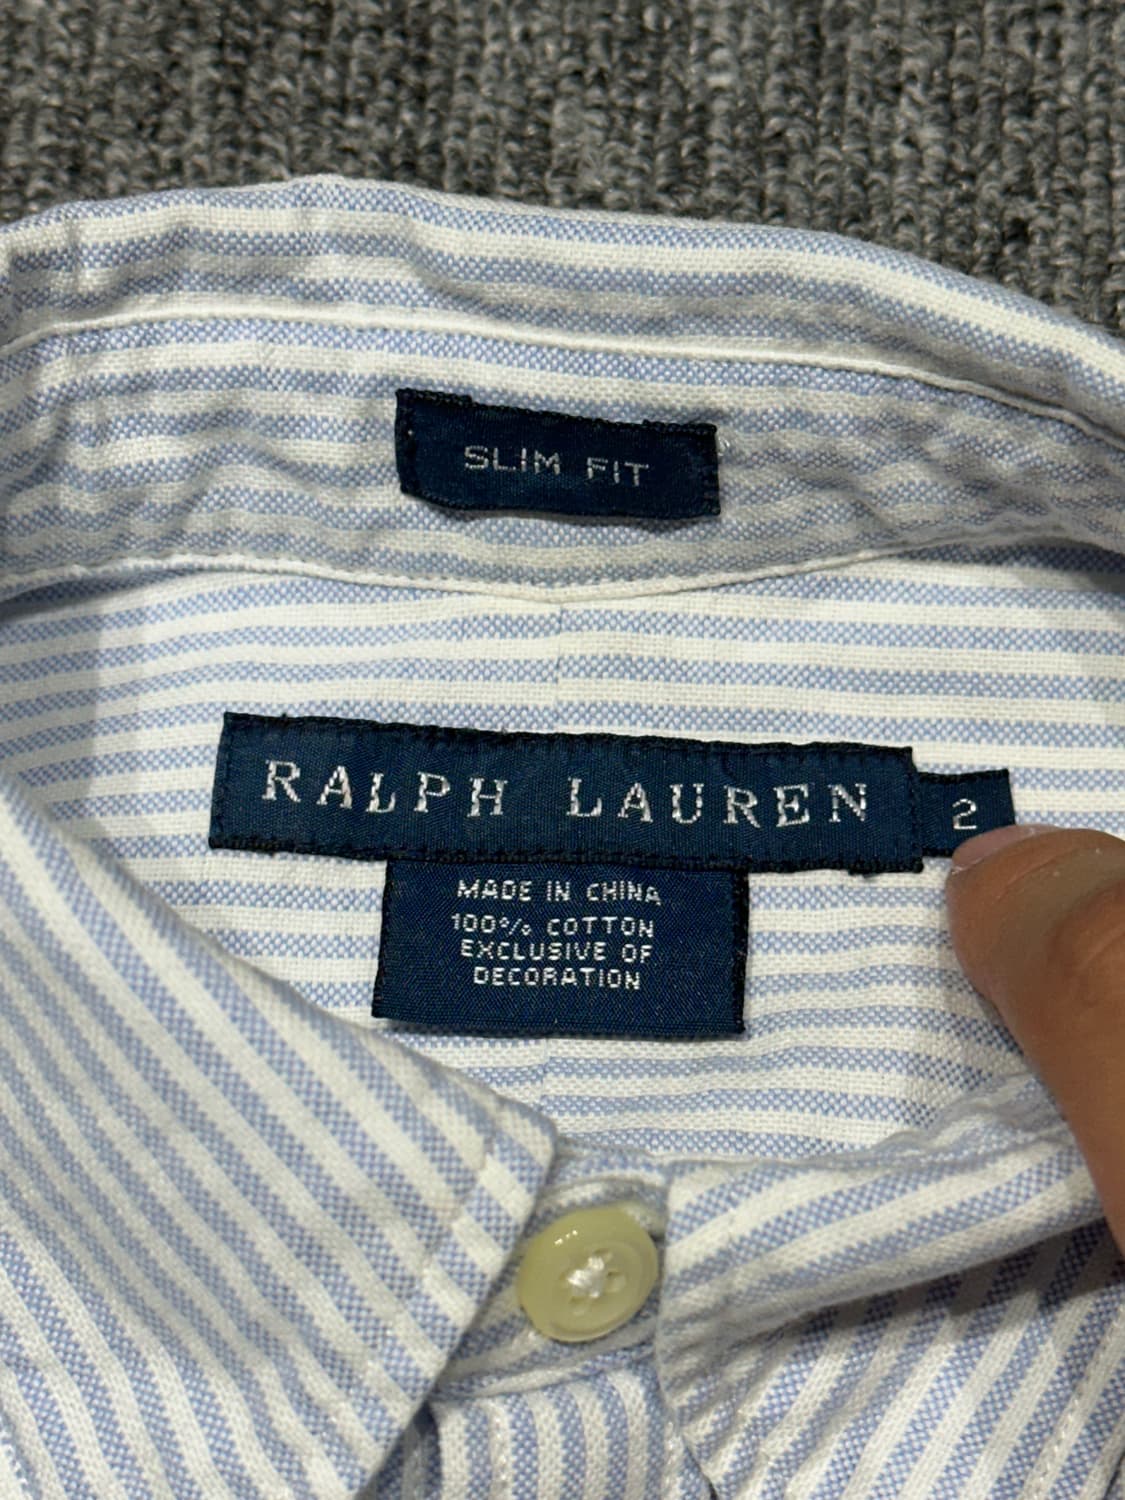 SLIM FIT
RALPH LAUREN 2
MADE IN CHINA
100% COTTON
EXCLUSIVE OF
DECORATION